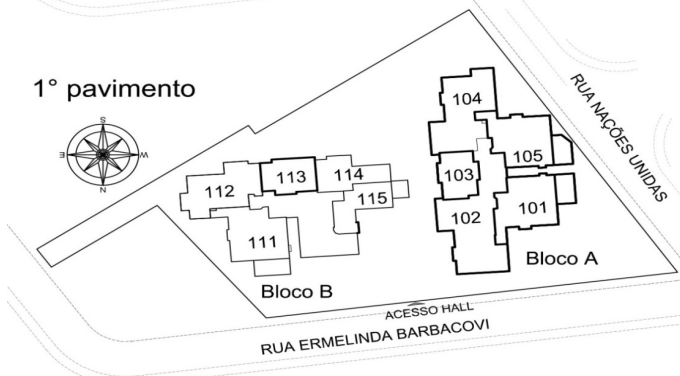 1° pavimento
S
E
W
N
RUA NAÇÕES UNIDAS
104
105
103
102
101
Bloco A
112
113
114
115
111
Bloco B
ACESSO HALL
RUA ERMELINDA BARBACOVI